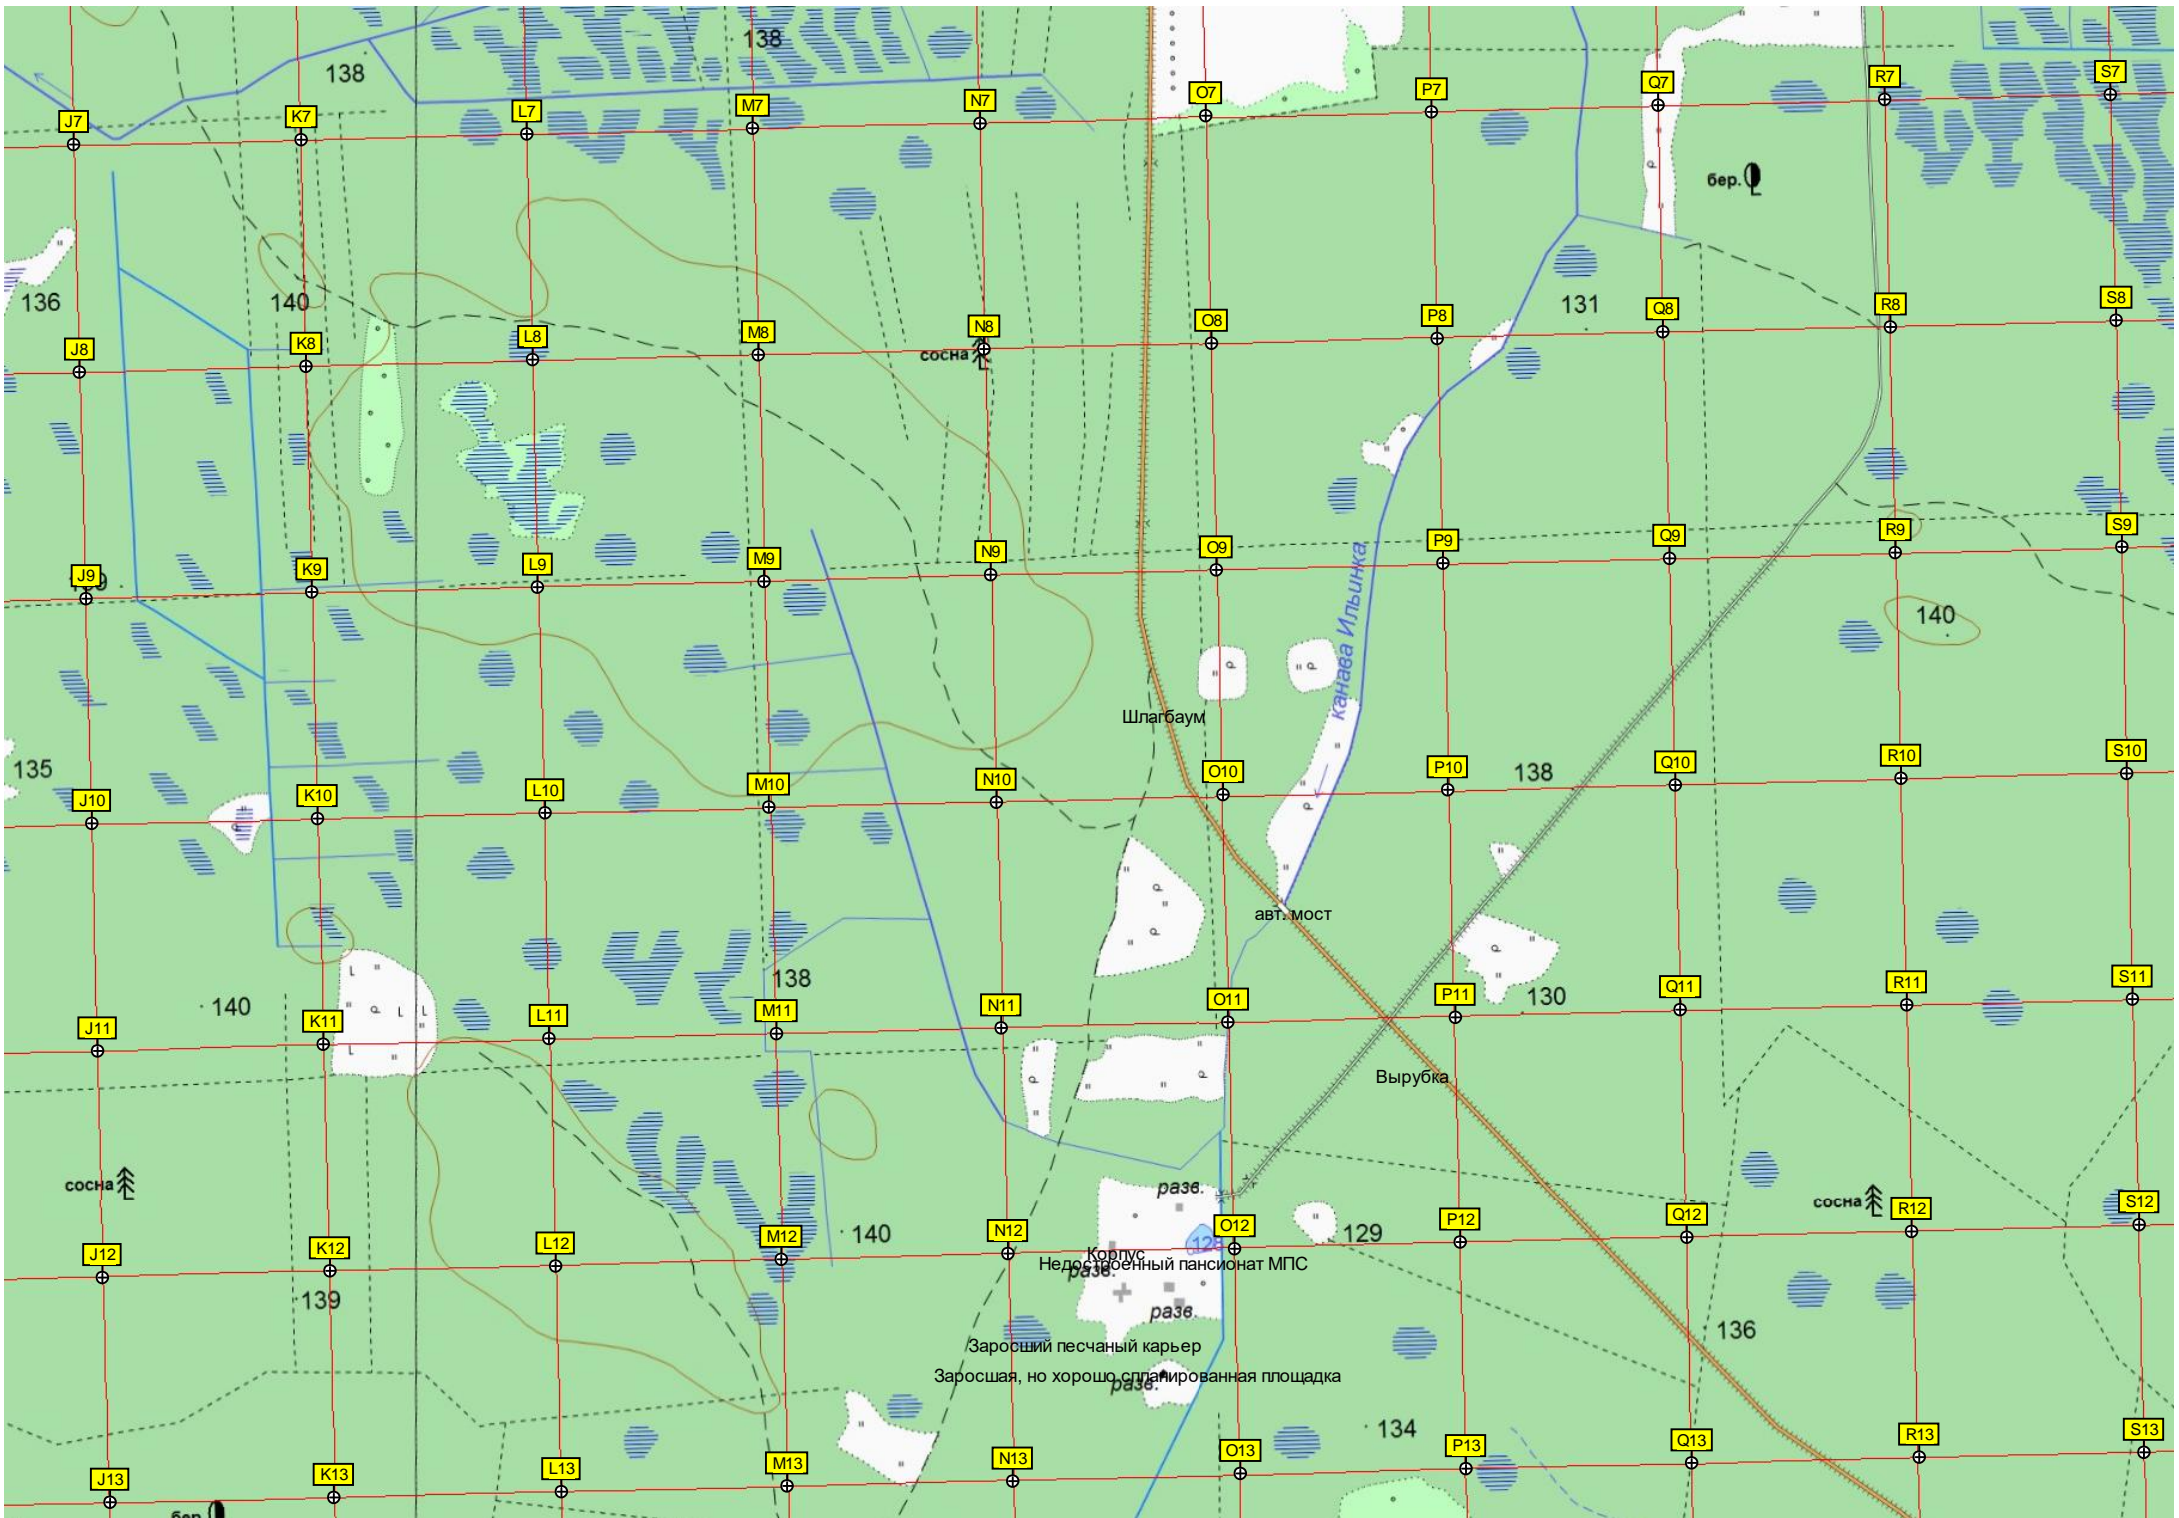 138
138
J7
K7
L7
M7
N7
O7
P7
Q7
R7
S7
бер.
136
140
131
J8
K8
L8
M8
N8
O8
P8
Q8
R8
S8
сосна
J9
K9
L9
M9
N9
O9
P9
Q9
R9
S9
канава Ильинка
140
Шлагбаум
135
138
J10
K10
L10
M10
N10
O10
P10
Q10
R10
S10
авт. мост
138
140
130
J11
K11
L11
M11
N11
O11
P11
Q11
R11
S11
Вырубка
сосна
разв.
сосна
140
129
J12
K12
L12
M12
N12
O12
P12
Q12
R12
S12
Корпус
Недостроенный пансионат МПС
разв.
139
разв.
136
Заросший песчаный карьер
Заросшая, но хорошо спланированная площадка
разв.
134
J13
K13
L13
M13
N13
O13
P13
Q13
R13
S13
бер.